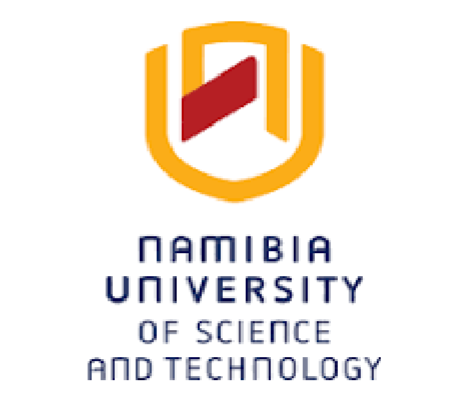 NAMIBIA
UNIVERSITY
OF SCIENCE
AND TECHNOLOGY